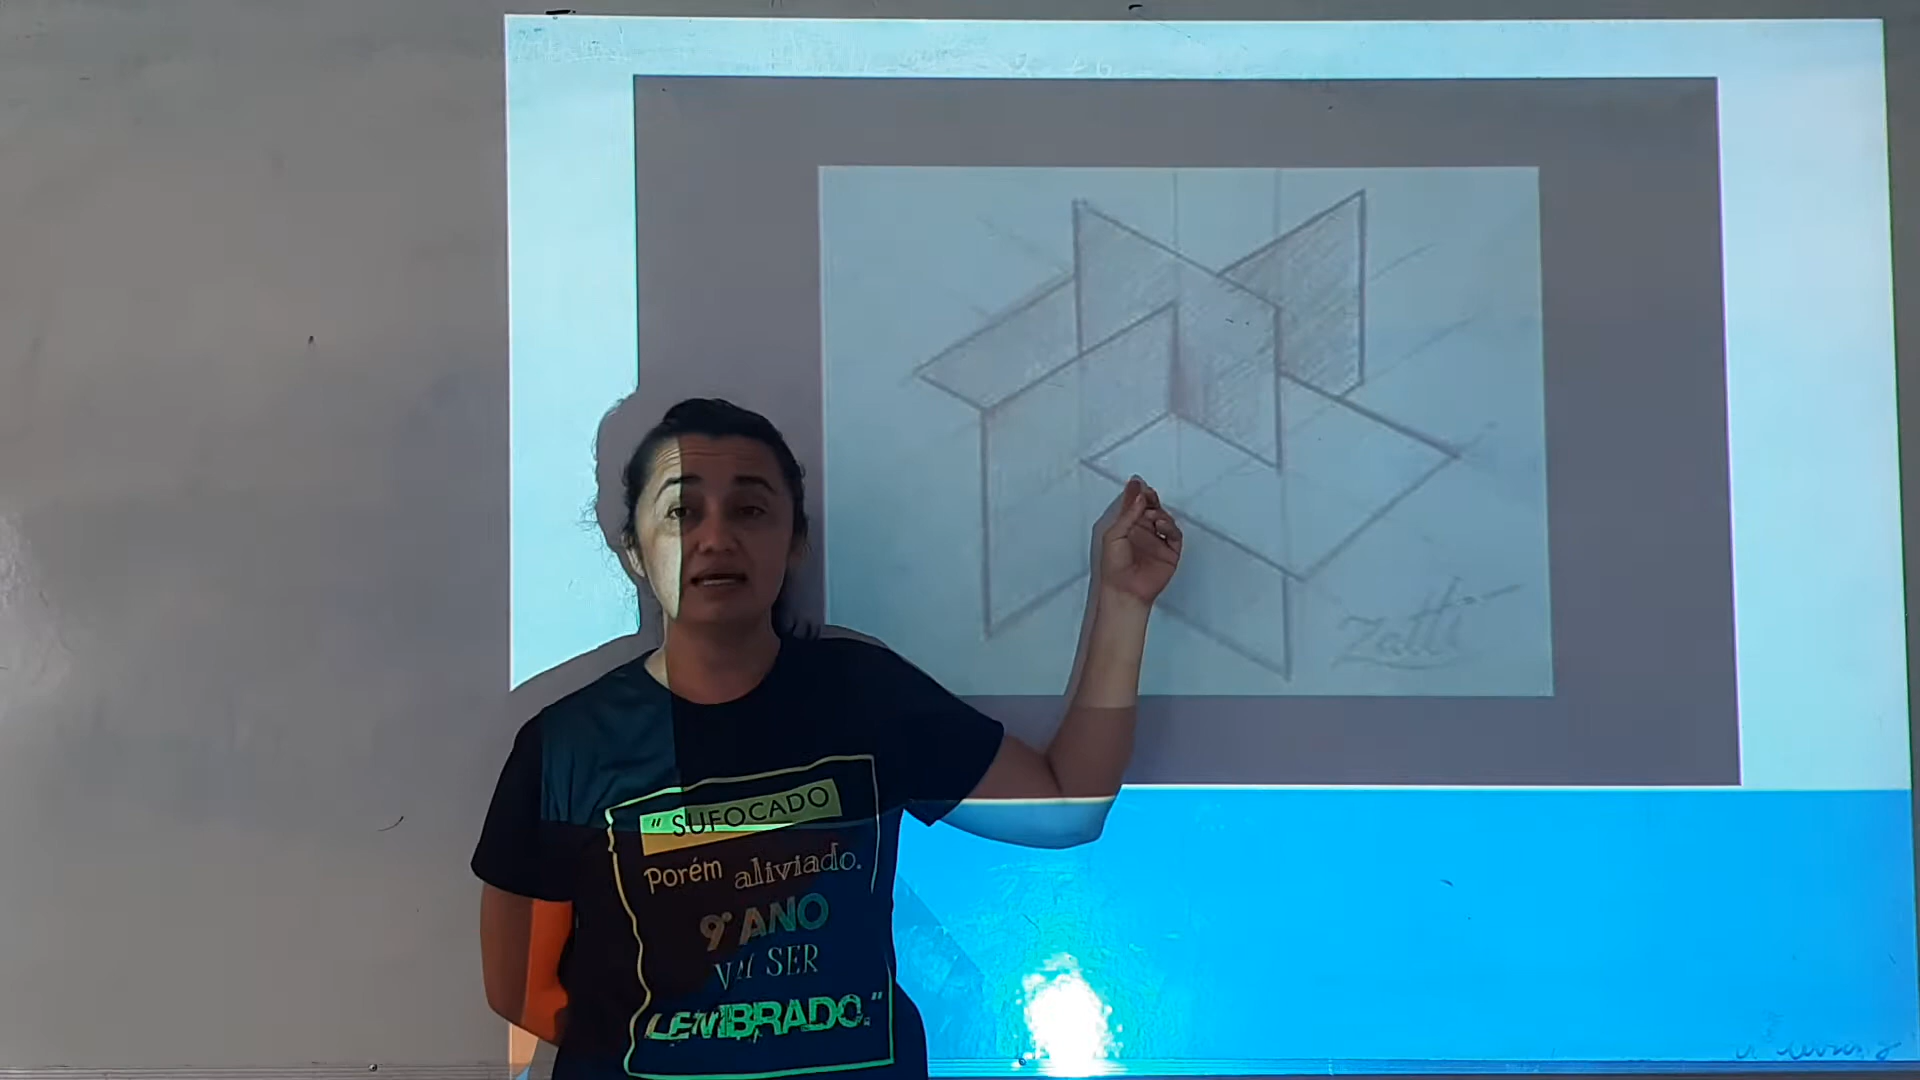 Zatti
“SUFOCADO
Porém aliviado.
9º ANO
VAI SER
LEMBRADO.”